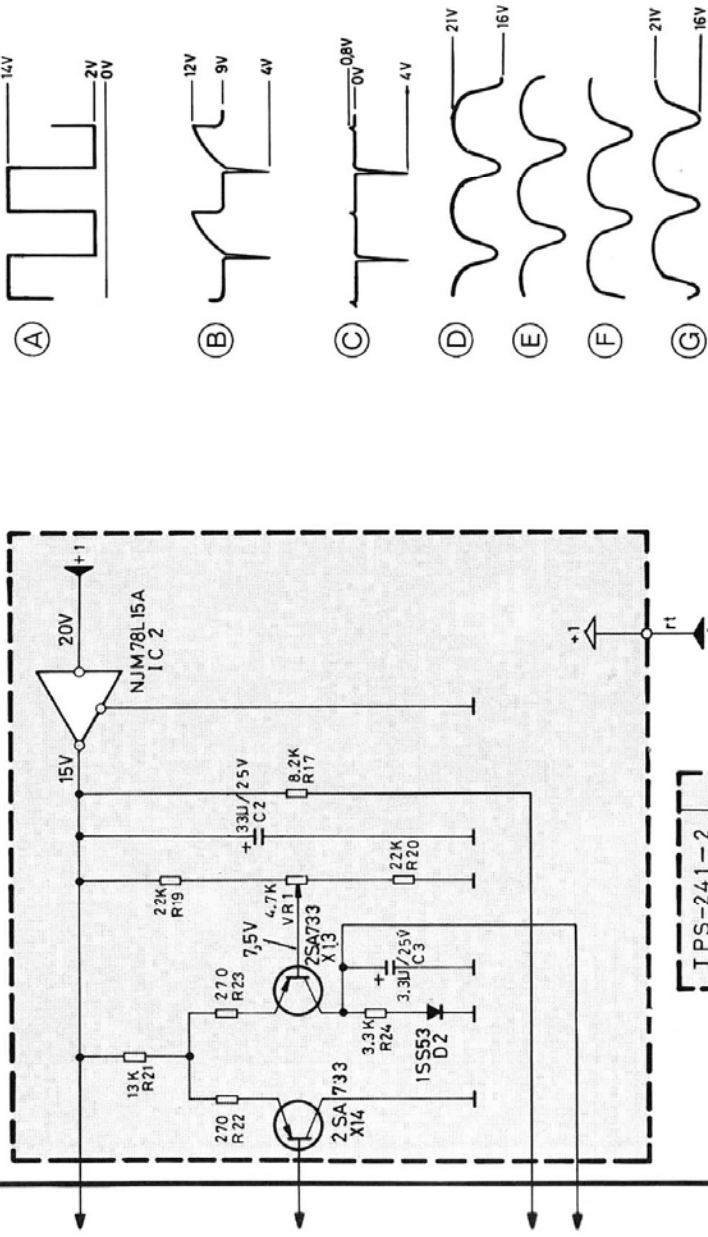 14V
2V
0V
A
12V
9V
4V
B
0,8V
0V
4V
C
21V
16V
D
E
F
21V
16V
G
+1
20V
NJM78L15A
IC 2
15V
8.2K
R17
+ 33U/25V
C2
22K
R19
4.7K
VR1
22K
R20
7,5V
2SA733
X13
270
R23
+
3.3U/25V
C3
3.3K
R24
1SS53
D2
13K
R21
270
R22
2SA733
X14
+1
rt
TPS-241-2